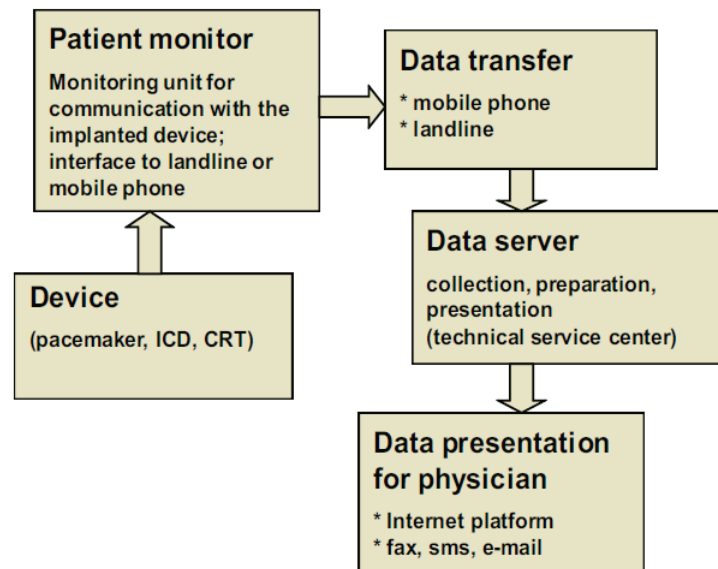 Patient monitor
Monitoring unit for
communication with the
implanted device;
interface to landline or
mobile phone
Data transfer
* mobile phone
* landline
Device
(pacemaker, ICD, CRT)
Data server
collection, preparation,
presentation
(technical service center)
Data presentation
for physician
* Internet platform
* fax, sms, e-mail